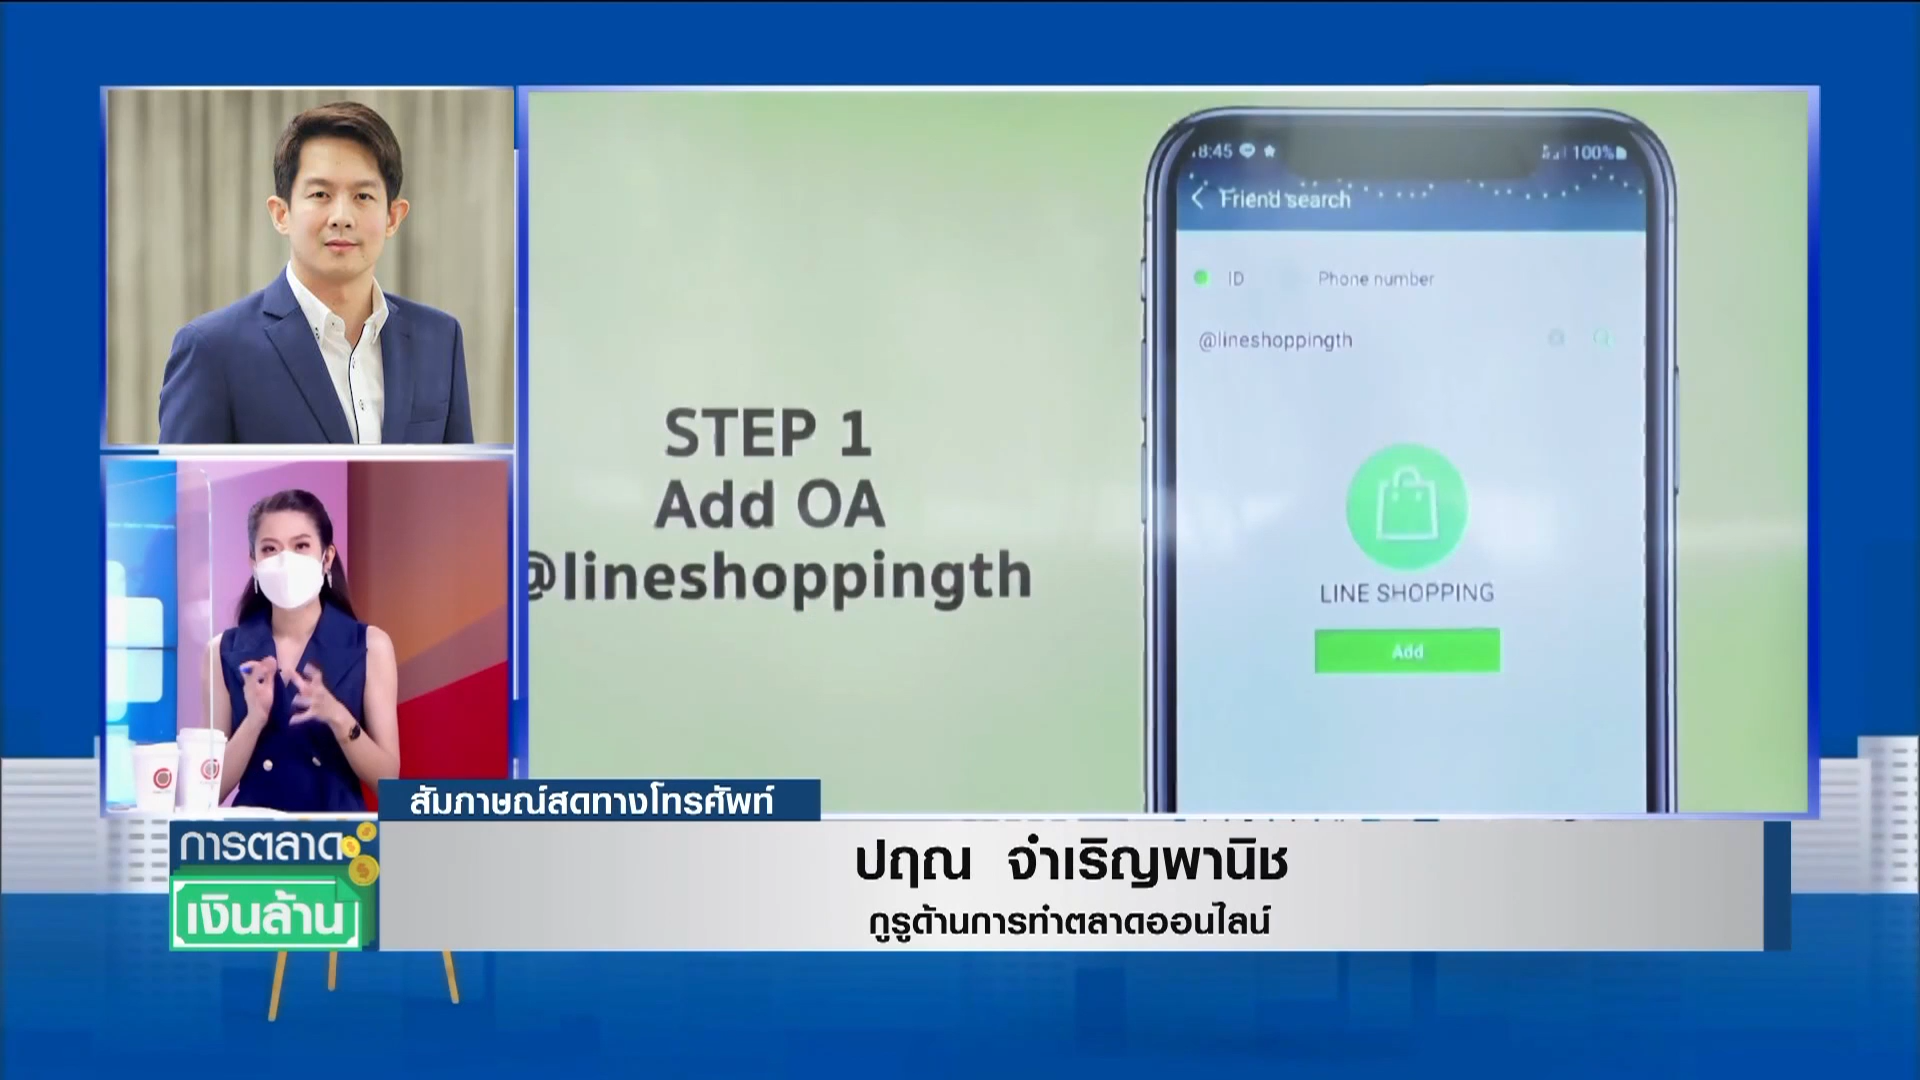 8:45
100%
Friend search
ID Phone number
@lineshoppingth
STEP 1
Add OA
@lineshoppingth
LINE SHOPPING
Add
สัมภาษณ์สดทางโทรศัพท์
การตลาด
เงินล้าน
ปฤณ จำเริญพานิช
กูรูด้านการทำตลาดออนไลน์